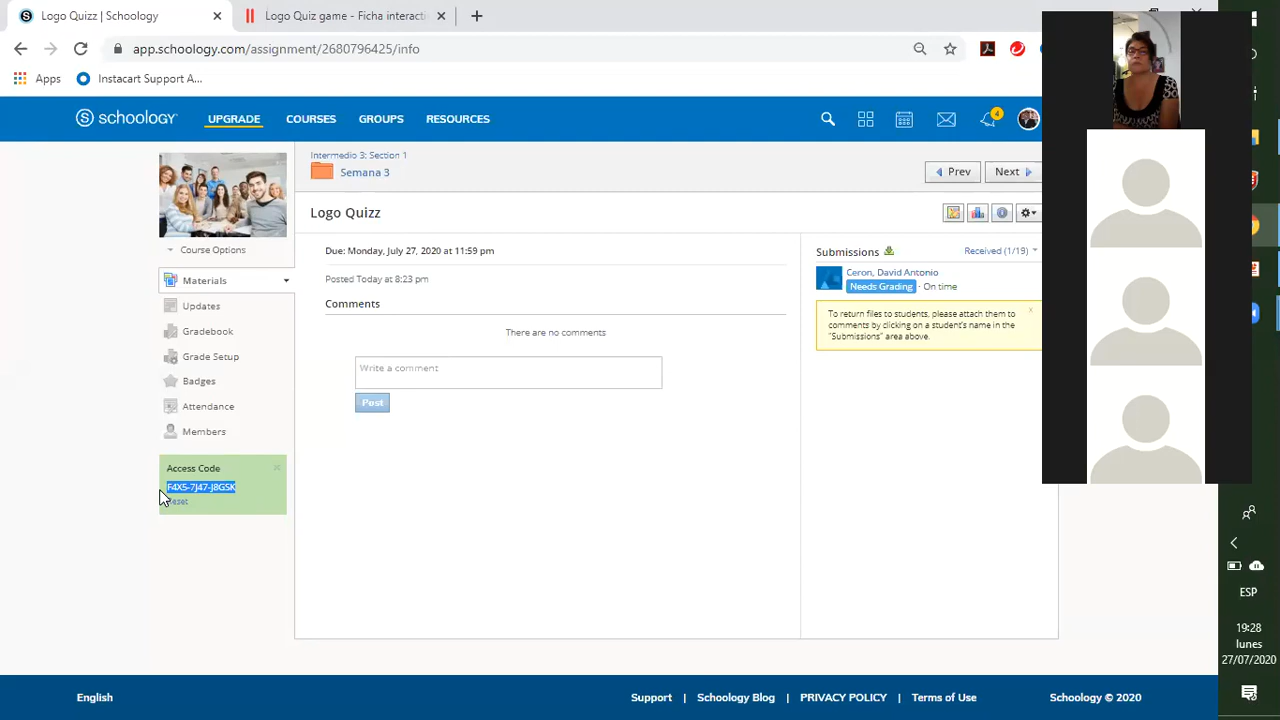 Logo Quizz | Schoology
Logo Quiz game - Ficha interacti
app.schoology.com/assignment/2680796425/info
Apps
Instacart Support A...
S schoology
UPGRADE
COURSES
GROUPS
RESOURCES
4
Intermedio 3: Section 1
Semana 3
Prev
Next
Logo Quizz
Course Options
Materials
Updates
Gradebook
Grade Setup
Badges
Attendance
Members
Access Code
F4X5-7J47-J8GSK
Reset
Due: Monday, July 27, 2020 at 11:59 pm
Posted Today at 8:23 pm
Comments
There are no comments
Write a comment
Post
Submissions
Received (1/19)
Ceron, David Antonio
Needs Grading · On time
To return files to students, please attach them to
comments by clicking on a student's name in the
"Submissions" area above.
ESP
19:28
lunes
27/07/2020
English
Support | Schoology Blog | PRIVACY POLICY | Terms of Use
Schoology © 2020